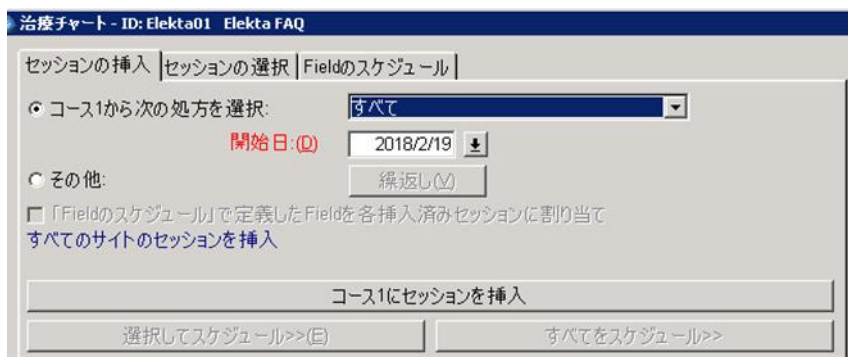 治療チャート - ID: Elekta01 Elekta FAQ
セッションの挿入 セッションの選択 Fieldのスケジュール
コース1から次の処方を選択: すべて
開始日:(D) 2018/2/19
その他: 繰返し(V)
「Fieldのスケジュール」で定義したFieldを各挿入済みセッションに割り当て
すべてのサイトのセッションを挿入
コース1にセッションを挿入
選択してスケジュール>>(E) すべてをスケジュール>>